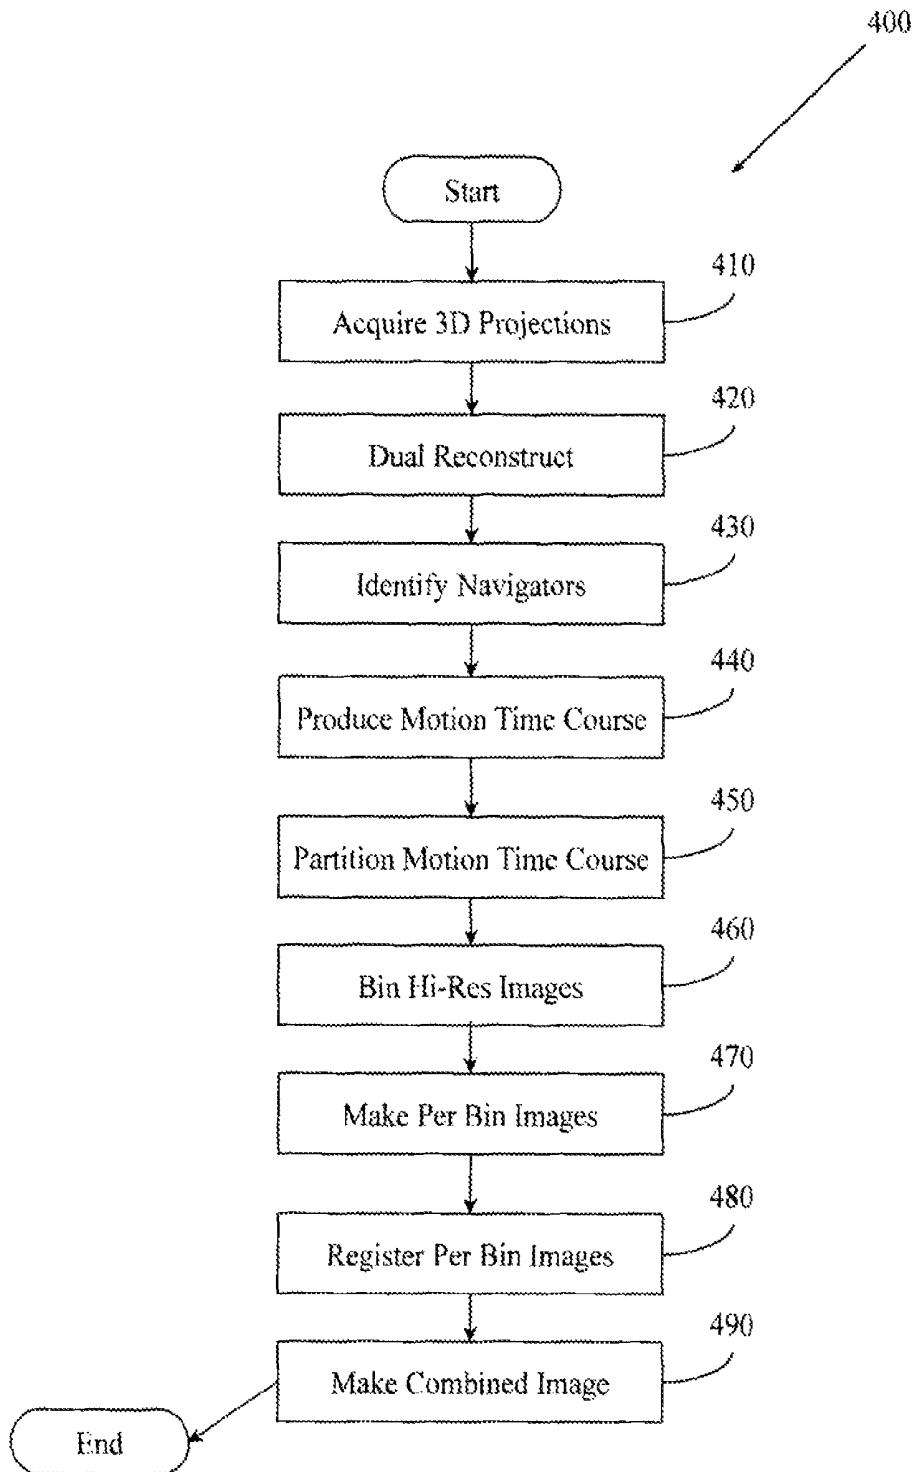 400
Start
410
Acquire 3D Projections
420
Dual Reconstruct
430
Identify Navigators
440
Produce Motion Time Course
450
Partition Motion Time Course
460
Bin Hi-Res Images
470
Make Per Bin Images
480
Register Per Bin Images
490
Make Combined Image
End